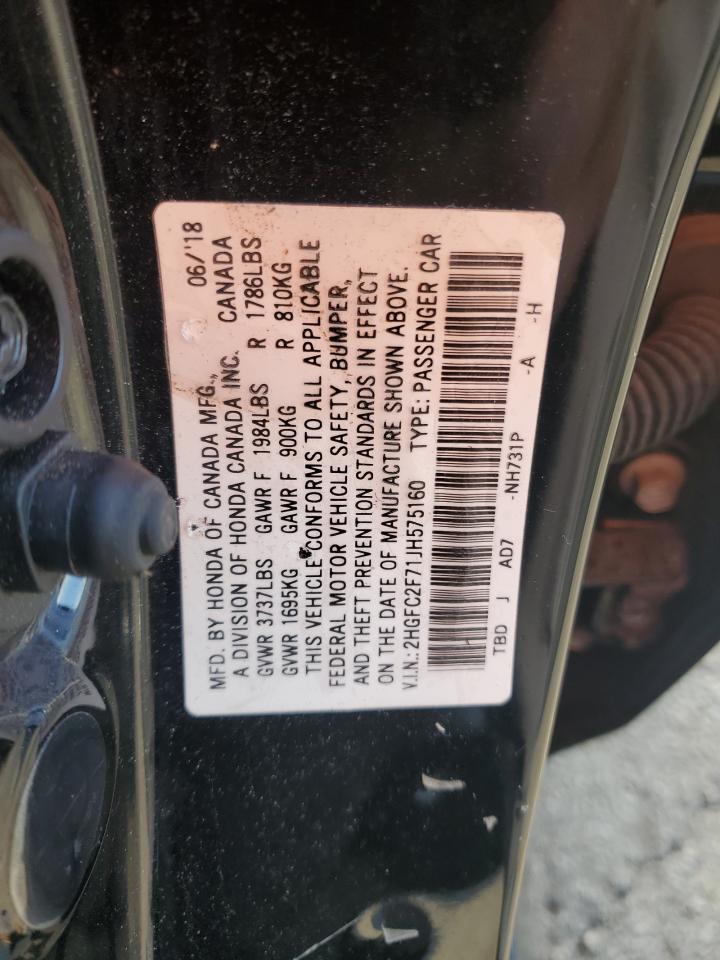 MFD. BY HONDA OF CANADA MFG., 06/'18
A DIVISION OF HONDA CANADA INC. CANADA
GVWR 3737LBS GAWR F 1984LBS R 1786LBS
GVWR 1695KG GAWR F 900KG R 810KG
THIS VEHICLE CONFORMS TO ALL APPLICABLE
FEDERAL MOTOR VEHICLE SAFETY, BUMPER,
AND THEFT PREVENTION STANDARDS IN EFFECT
ON THE DATE OF MANUFACTURE SHOWN ABOVE.
V.I.N.: 2HGFC2F71JH575160 TYPE: PASSENGER CAR
TBD J AD7 -NH731P -A -H